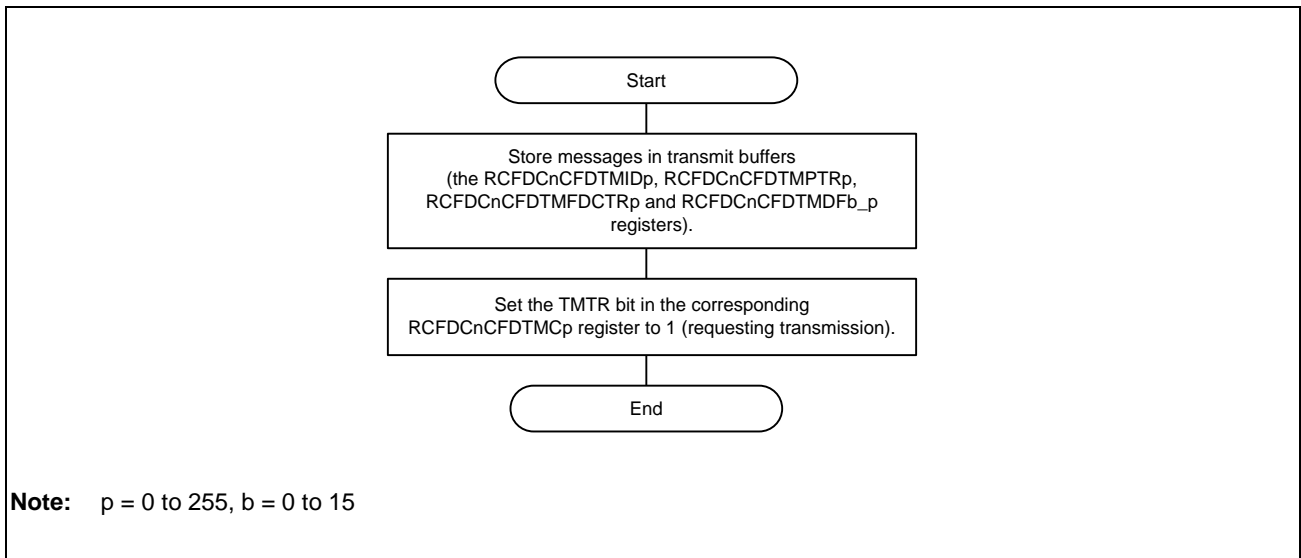 Start
Store messages in transmit buffers
(the RCFDCnCFDTMIDp, RCFDCnCFDTMPTRp,
RCFDCnCFDTMFDCTRp and RCFDCnCFDTMDFb_p
registers).
Set the TMTR bit in the corresponding
RCFDCnCFDTMCp register to 1 (requesting transmission).
End
Note: p = 0 to 255, b = 0 to 15